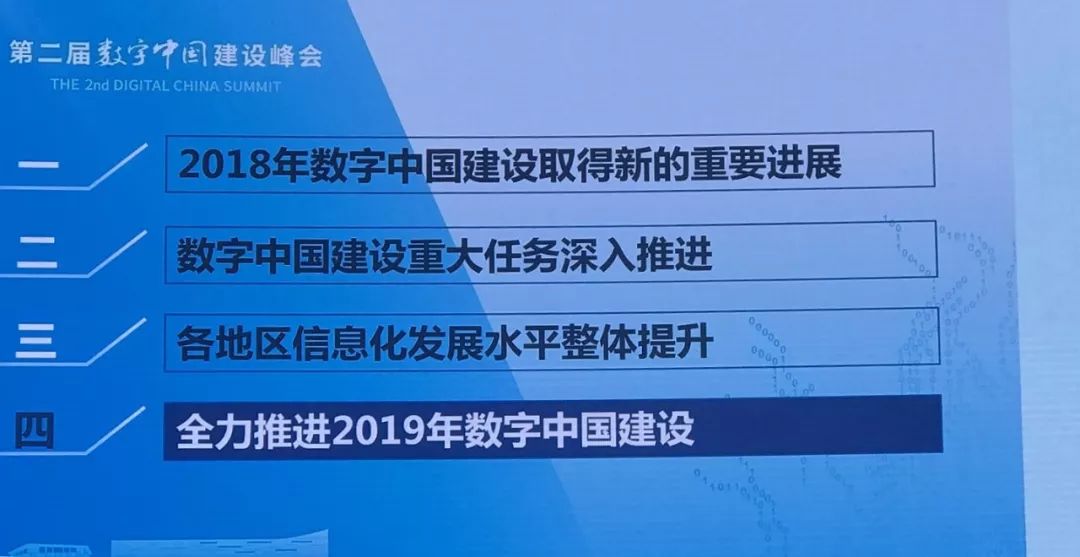 第二届数字中国建设峰会
THE 2nd DIGITAL CHINA SUMMIT
一 2018年数字中国建设取得新的重要进展
二 数字中国建设重大任务深入推进
三 各地区信息化发展水平整体提升
四 全力推进2019年数字中国建设